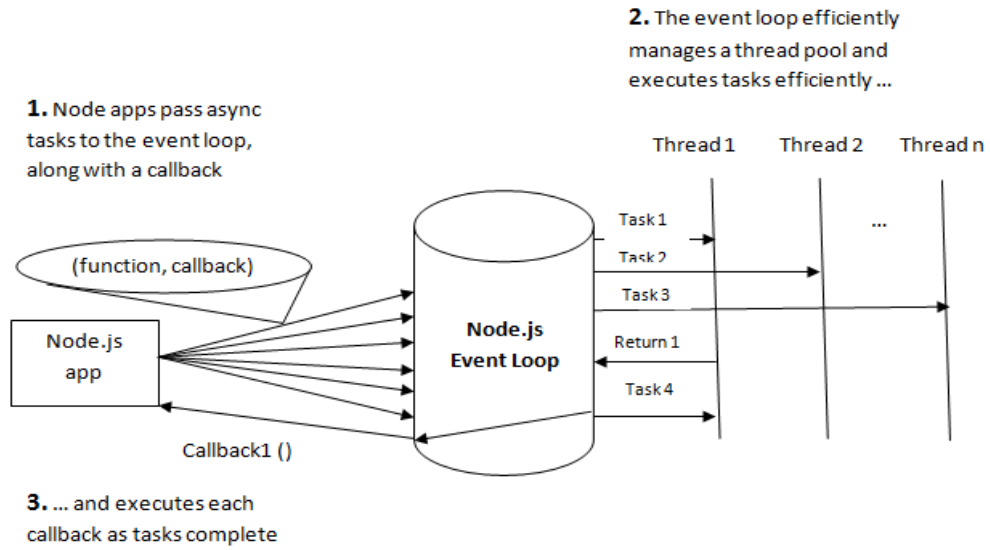 2. The event loop efficiently
manages a thread pool and
executes tasks efficiently ...
1. Node apps pass async
tasks to the event loop,
along with a callback
Thread 1 Thread 2 Thread n
Task 1
...
Task 2
(function, callback)
Task 3
Node.js
app
Node.js
Event Loop
Return 1
Task 4
Callback1 ()
3. ... and executes each
callback as tasks complete